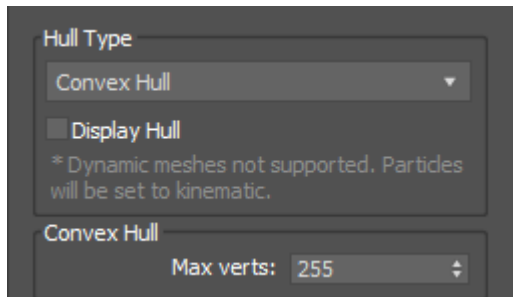 Hull Type
Convex Hull
Display Hull
* Dynamic meshes not supported. Particles
will be set to kinematic.
Convex Hull
Max verts: 255